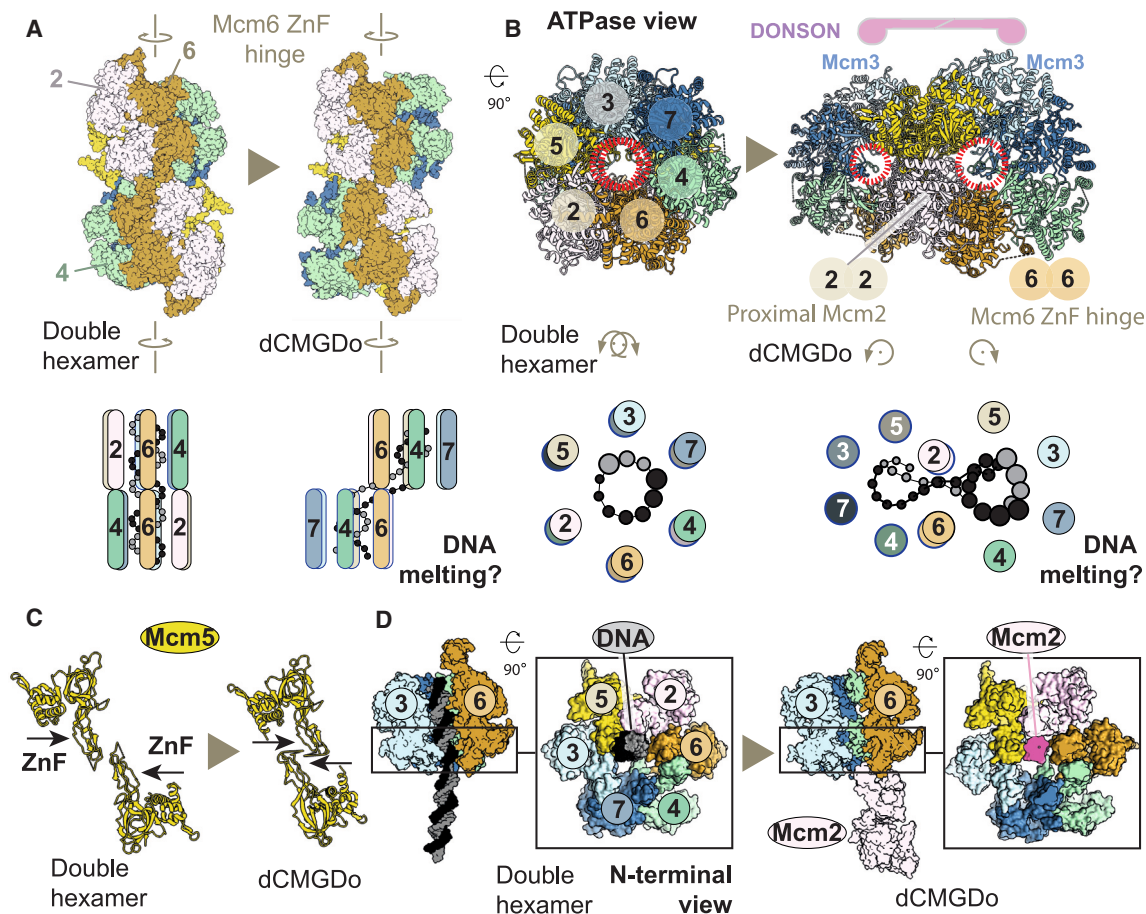 A
Mcm6 ZnF
hinge
6
2
4
Double
hexamer
dCMGDo
2
6
4
4
6
2
6
4
7
7
4
6
DNA
melting?
B
ATPase view
90°
DONSON
Mcm3
Mcm3
3
7
5
4
2
6
2
2
6
6
Proximal Mcm2
Mcm6 ZnF hinge
Double
hexamer
dCMGDo
3
5
7
2
4
6
5
5
3
2
3
7
6
7
4
4
DNA
melting?
C
Mcm5
ZnF
ZnF
Double
hexamer
dCMGDo
D
90°
DNA
3
6
5
2
3
6
7
4
Double
hexamer
N-terminal
view
90°
Mcm2
3
6
Mcm2
dCMGDo